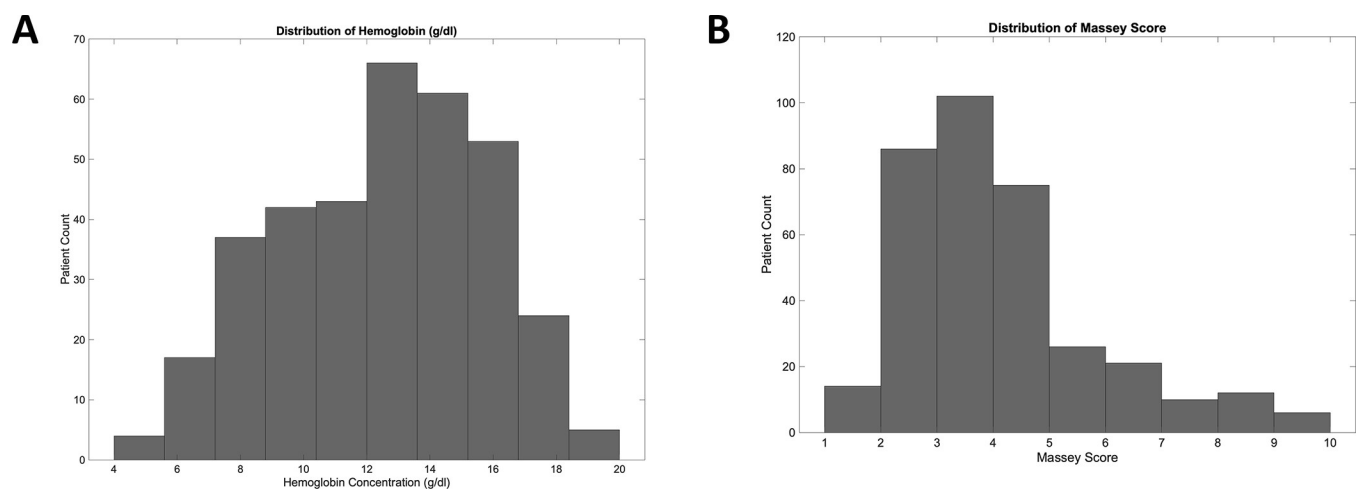 A
Distribution of Hemoglobin (g/dl)
70
60
50
40
30
20
10
0
Patient Count
4 6 8 10 12 14 16 18 20
Hemoglobin Concentration (g/dl)
B
Distribution of Massey Score
120
100
80
60
40
20
0
Patient Count
1 2 3 4 5 6 7 8 9 10
Massey Score